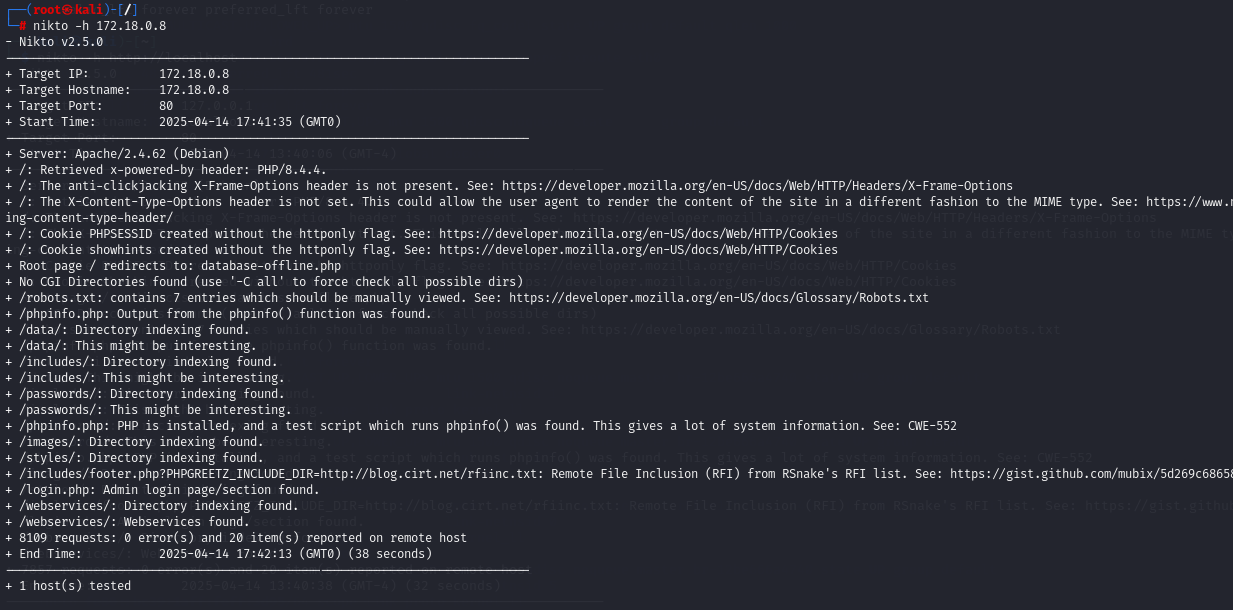 (root㉿kali)-[/]
# nikto -h 172.18.0.8
- Nikto v2.5.0
+ Target IP: 172.18.0.8
+ Target Hostname: 172.18.0.8
+ Target Port: 80
+ Start Time: 2025-04-14 17:41:35 (GMT0)
+ Server: Apache/2.4.62 (Debian)
+ /: Retrieved x-powered-by header: PHP/8.4.4.
+ /: The anti-clickjacking X-Frame-Options header is not present. See: https://developer.mozilla.org/en-US/docs/Web/HTTP/Headers/X-Frame-Options
+ /: The X-Content-Type-Options header is not set. This could allow the user agent to render the content of the site in a different fashion to the MIME type. See: https://www.
ing-content-type-header/
+ /: Cookie PHPSESSID created without the httponly flag. See: https://developer.mozilla.org/en-US/docs/Web/HTTP/Cookies
+ /: Cookie showhints created without the httponly flag. See: https://developer.mozilla.org/en-US/docs/Web/HTTP/Cookies
+ Root page / redirects to: database-offline.php
+ No CGI Directories found (use '-C all' to force check all possible dirs)
+ /robots.txt: contains 7 entries which should be manually viewed. See: https://developer.mozilla.org/en-US/docs/Glossary/Robots.txt
+ /phpinfo.php: Output from the phpinfo() function was found.
+ /data/: Directory indexing found.
+ /data/: This might be interesting.
+ /includes/: Directory indexing found.
+ /includes/: This might be interesting.
+ /passwords/: Directory indexing found.
+ /passwords/: This might be interesting.
+ /phpinfo.php: PHP is installed, and a test script which runs phpinfo() was found. This gives a lot of system information. See: CWE-552
+ /images/: Directory indexing found.
+ /styles/: Directory indexing found.
+ /includes/footer.php?PHPGREETZ_INCLUDE_DIR=http://blog.cirt.net/rfiinc.txt: Remote File Inclusion (RFI) from RSnake's RFI list. See: https://gist.github.com/mubix/5d269c68658
+ /login.php: Admin login page/section found.
+ /webservices/: Directory indexing found.
+ /webservices/: Webservices found.
+ 8109 requests: 0 error(s) and 20 item(s) reported on remote host
+ End Time: 2025-04-14 17:42:13 (GMT0) (38 seconds)
+ 1 host(s) tested